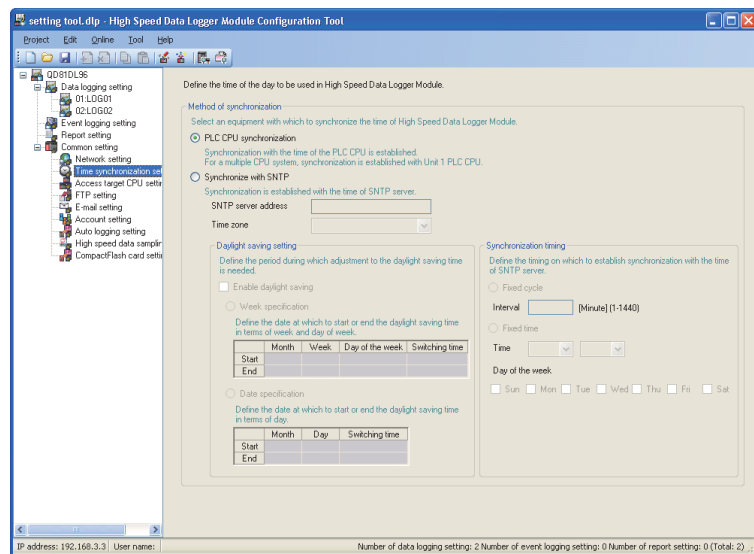 setting tool.dlp - High Speed Data Logger Module Configuration Tool
Project Edit Online Tool Help
QD81DL96
Data logging setting
01:LOG01
02:LOG02
Event logging setting
Report setting
Common setting
Network setting
Time synchronization set
Access target CPU settin
FTP setting
E-mail setting
Account setting
Auto logging setting
High speed data samplin
CompactFlash card settin
Define the time of the day to be used in High Speed Data Logger Module.
Method of synchronization
Select an equipment with which to synchronize the time of High Speed Data Logger Module.
PLC CPU synchronization
Synchronization with the time of the PLC CPU is established.
For a multiple CPU system, synchronization is established with Unit 1 PLC CPU.
Synchronize with SNTP
Synchronization is established with the time of SNTP server.
SNTP server address
Time zone
Daylight saving setting
Define the period during which adjustment to the daylight saving time
is needed.
Enable daylight saving
Week specification
Define the date at which to start or end the daylight saving time
in terms of week and day of week.
Month Week Day of the week Switching time
Start
End
Date specification
Define the date at which to start or end the daylight saving time
in terms of day.
Month Day Switching time
Start
End
Synchronization timing
Define the timing on which to establish synchronization with the time
of SNTP server.
Fixed cycle
Interval [Minute] (1-1440)
Fixed time
Time
Day of the week
Sun Mon Tue Wed Thu Fri Sat
IP address: 192.168.3.3 User name: Number of data logging setting: 2 Number of event logging setting: 0 Number of report setting: 0 (Total: 2)